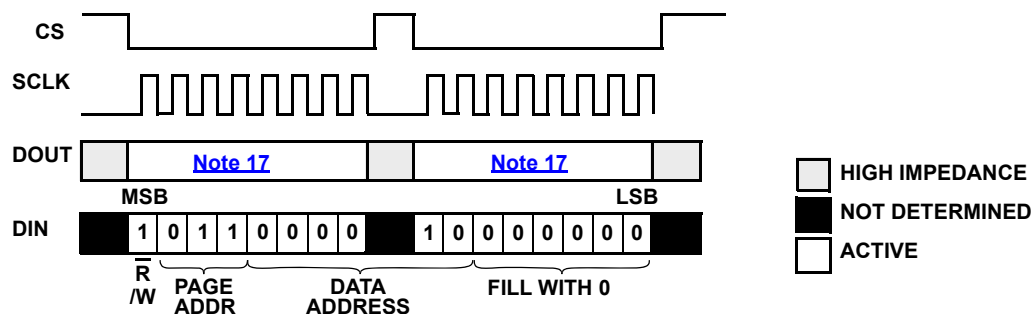 CS
SCLK
DOUT
Note 17
Note 17
MSB
LSB
DIN
1 0 1 1 0 0 0 0
1 0 0 0 0 0 0 0
R
/W
PAGE
ADDR
DATA
ADDRESS
FILL WITH 0
HIGH IMPEDANCE
NOT DETERMINED
ACTIVE